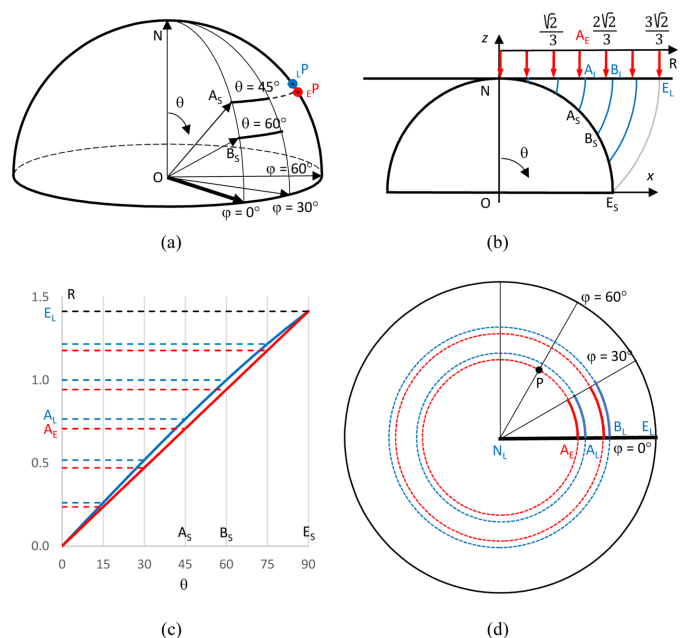 N
θ
A_S
θ = 45°
_LP
_EP
B_S
θ = 60°
O
φ = 60°
φ = 30°
φ = 0°
(a)
z
√2/3
A_E
2√2/3
3√2/3
R
N
A_L
B_L
E_L
A_S
B_S
θ
O
E_S
x
(b)
1.5
R
E_L
1.0
A_L
A_E
0.5
0.0
A_S
B_S
E_S
0 15 30 45 60 75 90
θ
(c)
φ = 60°
φ = 30°
P
B_L
E_L
N_L
A_E
A_L
φ = 0°
(d)